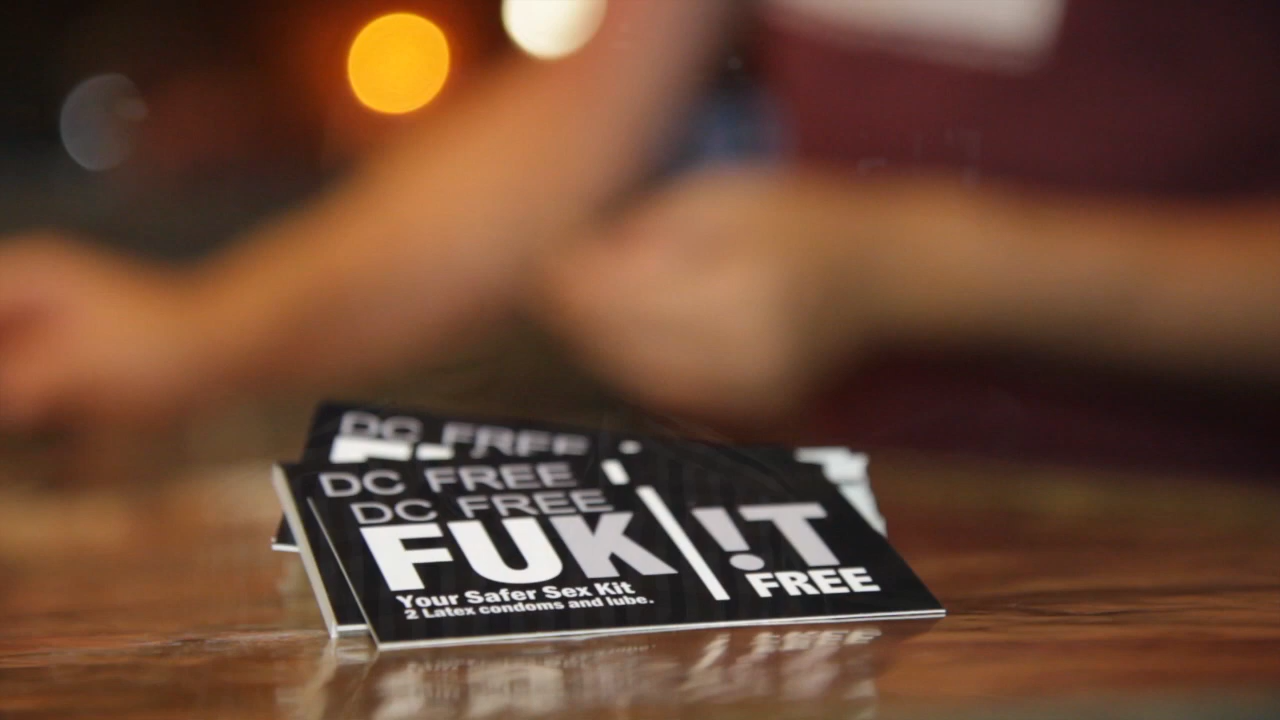 DC FREE
DC FREE
DC FREE
FUK!T
FREE
Your Safer Sex Kit
2 Latex condoms and lube.